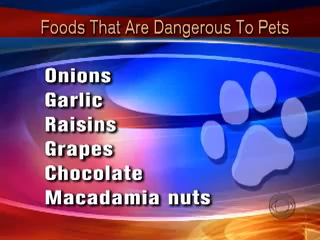 Foods That Are Dangerous To Pets
Onions
Garlic
Raisins
Grapes
Chocolate
Macadamia nuts